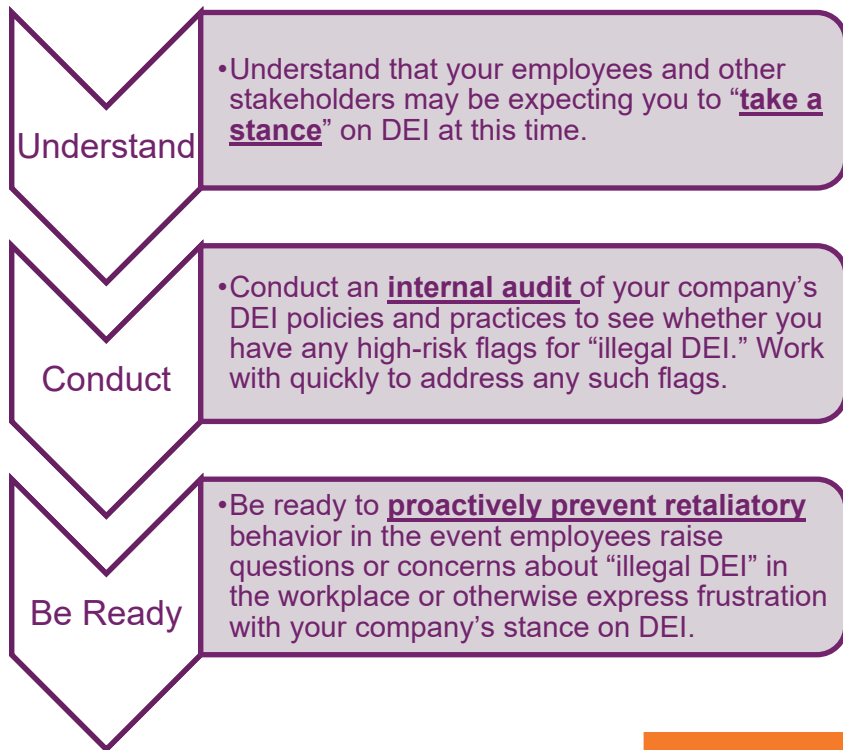 Understand
•Understand that your employees and other
stakeholders may be expecting you to “take a
stance” on DEI at this time.
Conduct
•Conduct an internal audit of your company’s
DEI policies and practices to see whether you
have any high-risk flags for “illegal DEI.” Work
with quickly to address any such flags.
Be Ready
•Be ready to proactively prevent retaliatory
behavior in the event employees raise
questions or concerns about “illegal DEI” in
the workplace or otherwise express frustration
with your company’s stance on DEI.